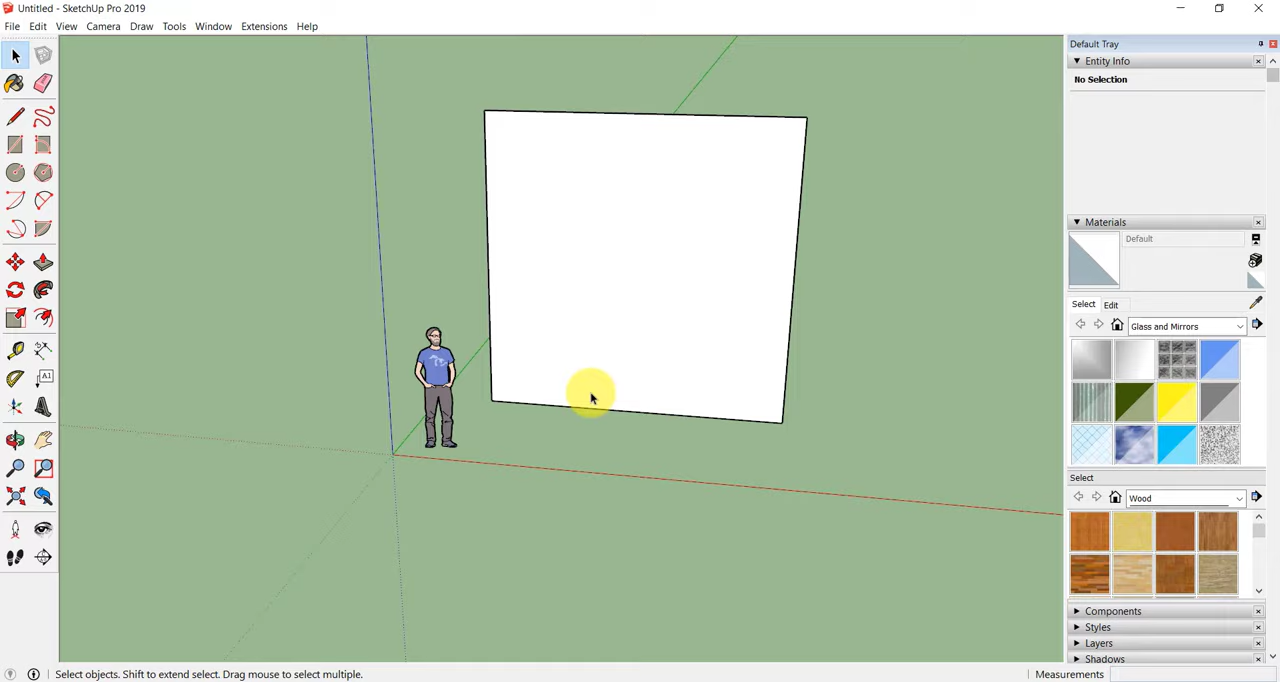 Untitled - SketchUp Pro 2019
File Edit View Camera Draw Tools Window Extensions Help
Default Tray
Entity Info
No Selection
Materials
Default
Select Edit
Glass and Mirrors
Select
Wood
Components
Styles
Layers
Shadows
A1
Select objects. Shift to extend select. Drag mouse to select multiple.
Measurements